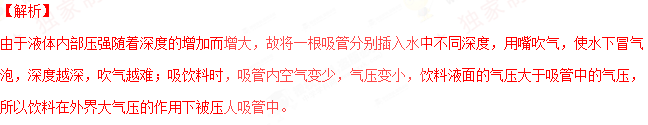 【解析】
由于液体内部压强随着深度的增加而增大，故将一根吸管分别插入水中不同深度，用嘴吹气，使水下冒气
泡，深度越深，吹气越难；吸饮料时，吸管内空气变少，气压变小，饮料液面的气压大于吸管中的气压，
所以饮料在外界大气压的作用下被压人吸管中。